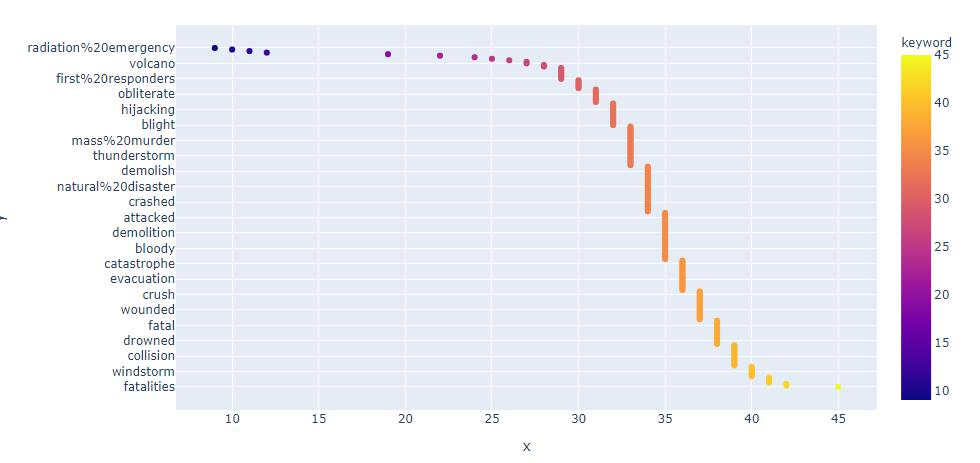 radiation%20emergency
volcano
first%20responders
obliterate
hijacking
blight
mass%20murder
thunderstorm
demolish
natural%20disaster
crashed
attacked
demolition
bloody
catastrophe
evacuation
crush
wounded
fatal
drowned
collision
windstorm
fatalities
y
10 15 20 25 30 35 40 45
x
keyword
45
40
35
30
25
20
15
10